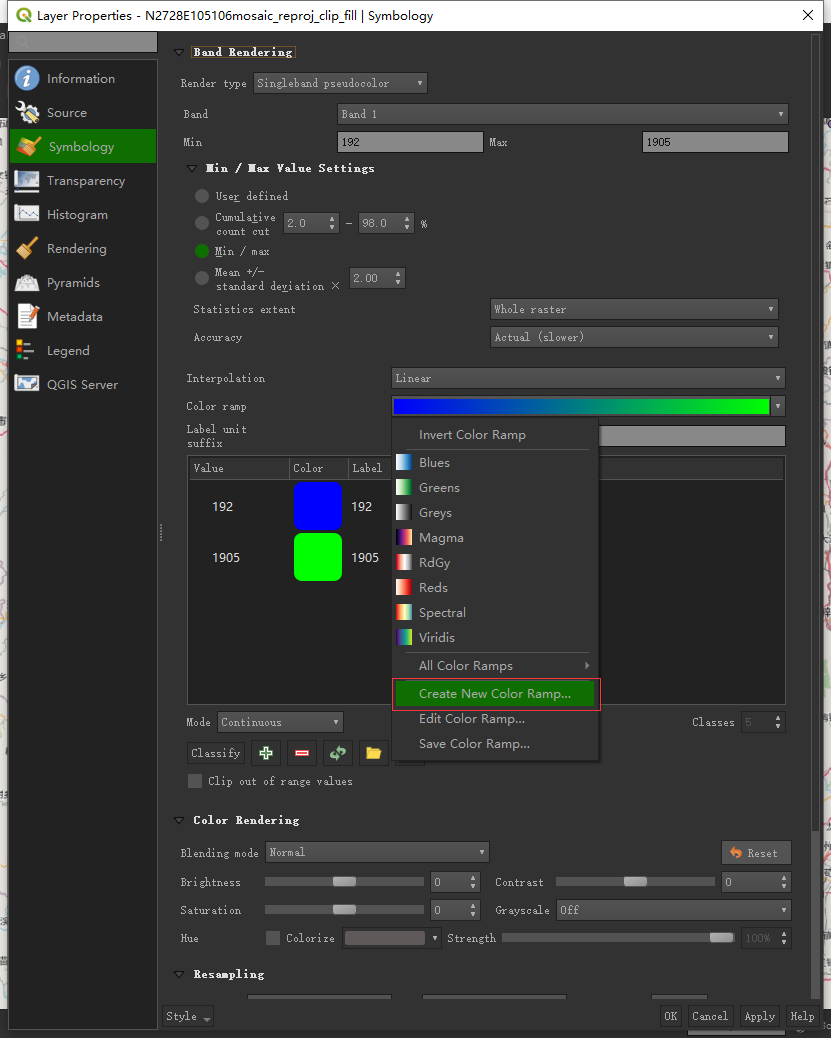 Layer Properties - N2728E105106mosaic_reproj_clip_fill | Symbology
Information
Source
Symbology
Transparency
Histogram
Rendering
Pyramids
Metadata
Legend
QGIS Server
Band Rendering
Render type Singleband pseudocolor
Band Band 1
Min 192 Max 1905
Min / Max Value Settings
User defined
Cumulative
count cut 2.0 - 98.0 %
Min / max
Mean +/-
standard deviation × 2.00
Statistics extent Whole raster
Accuracy Actual (slower)
Interpolation Linear
Color ramp
Label unit
suffix
Value Color Label
192 192
1905 1905
Invert Color Ramp
Blues
Greens
Greys
Magma
RdGy
Reds
Spectral
Viridis
All Color Ramps
Create New Color Ramp...
Edit Color Ramp...
Save Color Ramp...
Mode Continuous Classes 5
Classify
Clip out of range values
Color Rendering
Blending mode Normal Reset
Brightness 0 Contrast 0
Saturation 0 Grayscale Off
Hue Colorize Strength 100%
Resampling
Style OK Cancel Apply Help